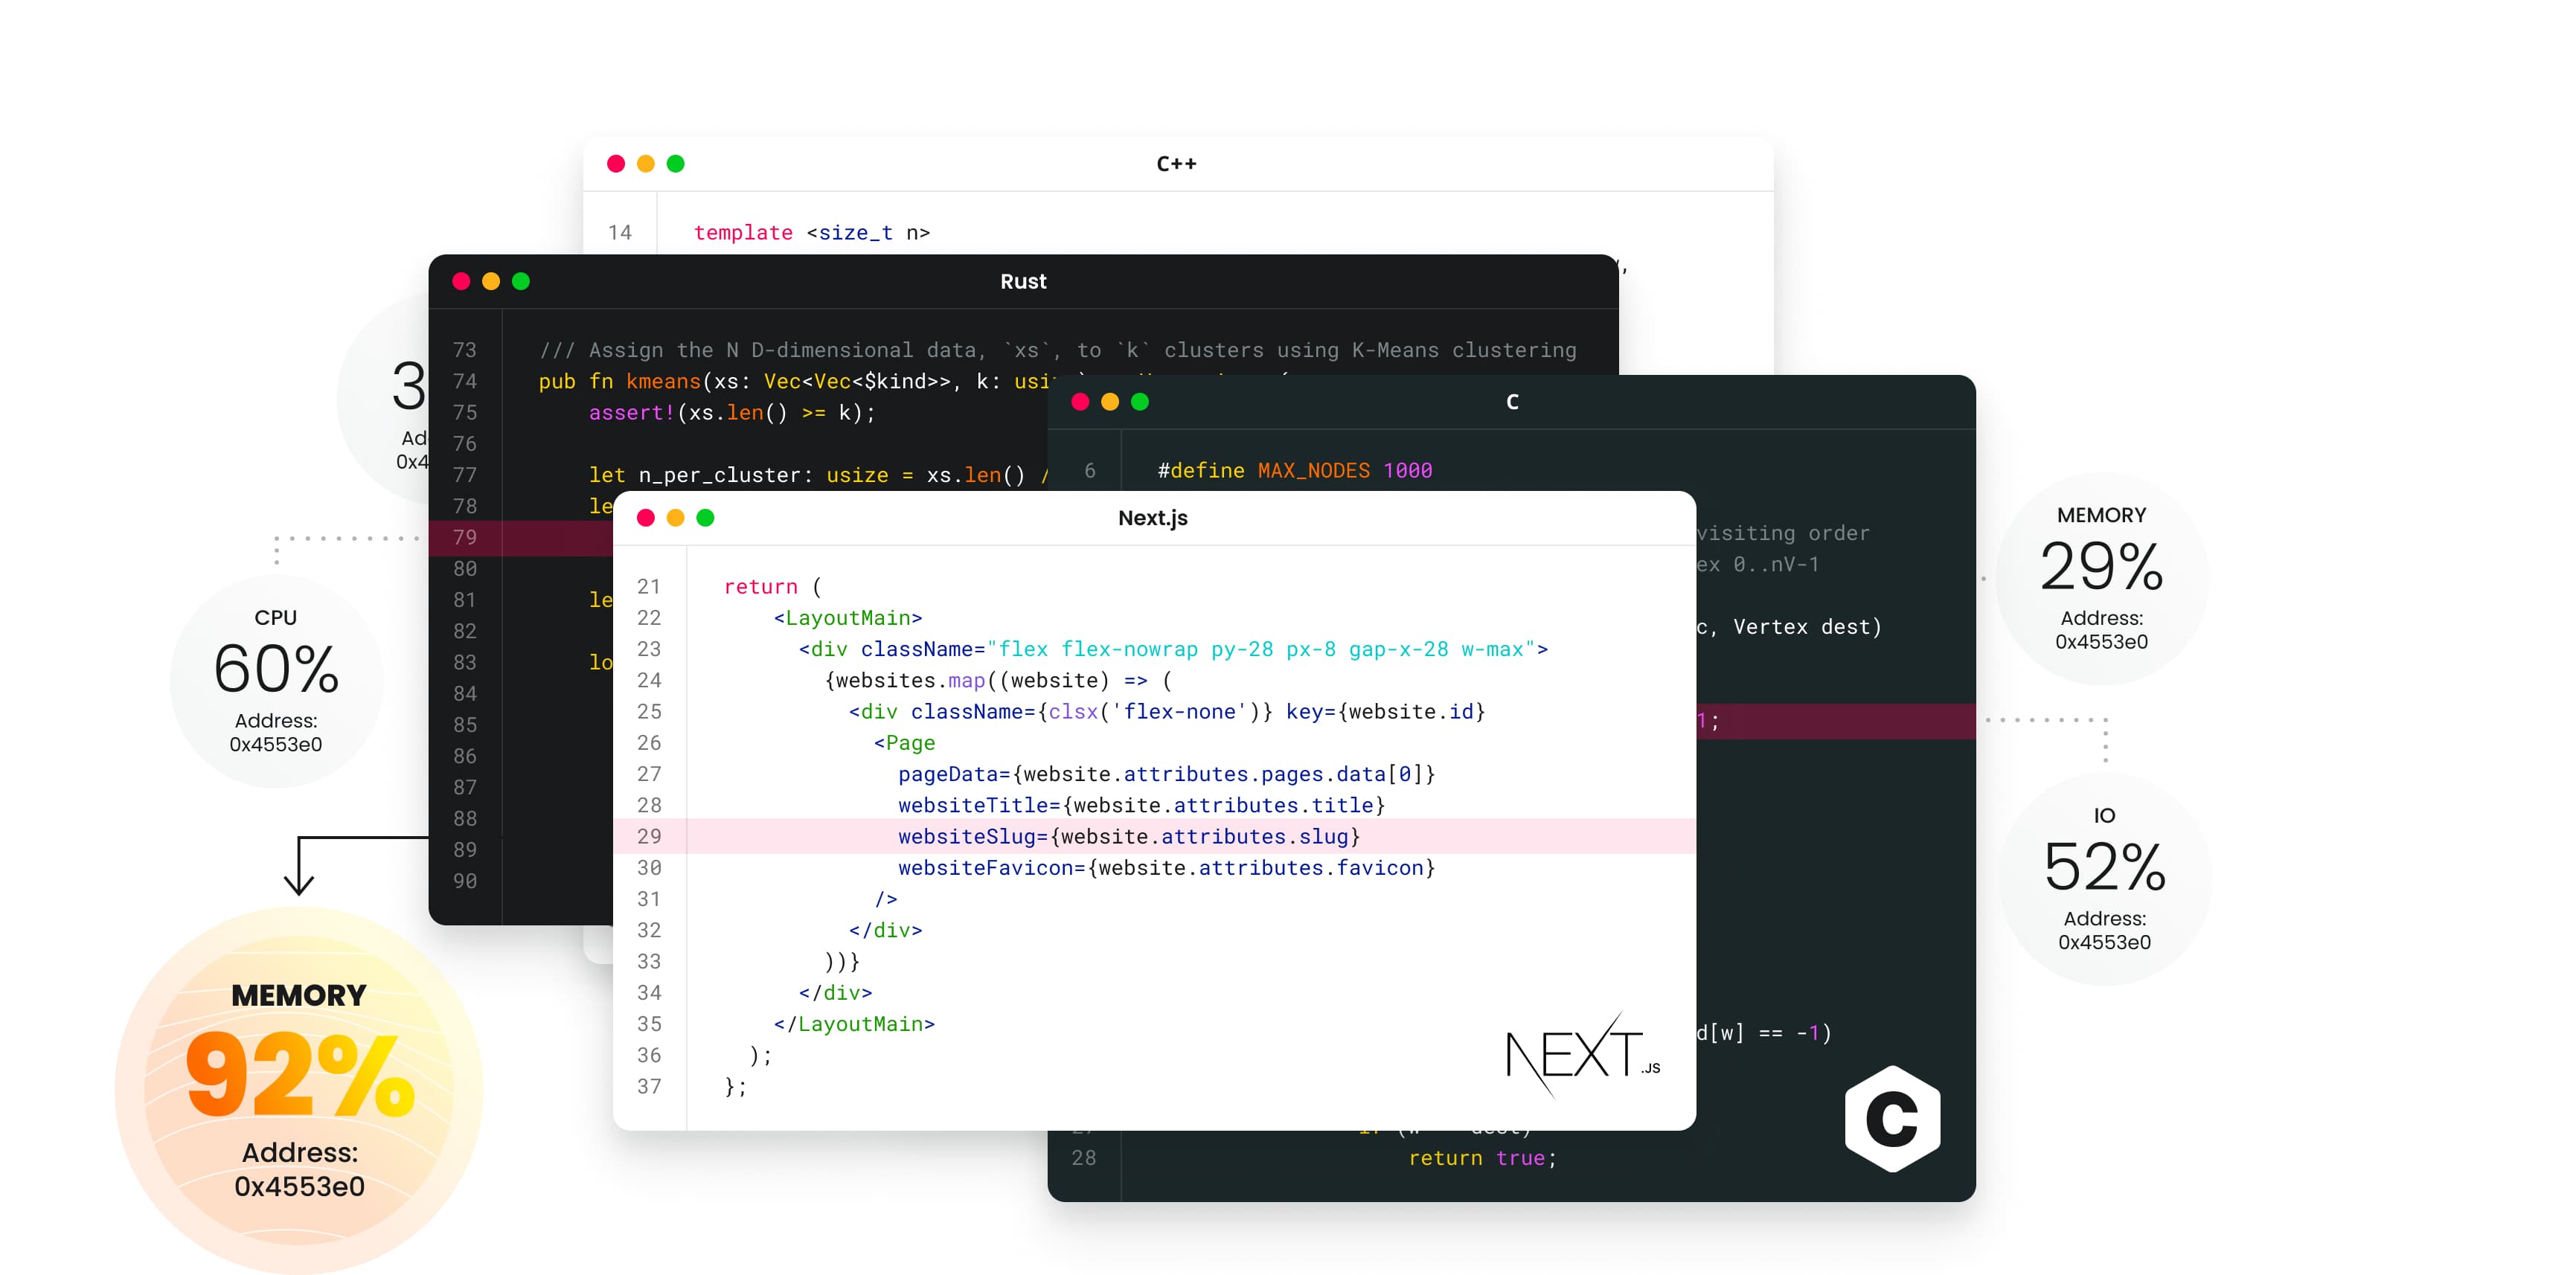 C++
14 template <size_t n>
Rust
73 /// Assign the N D-dimensional data, `xs`, to `k` clusters using K-Means clustering
74 pub fn kmeans(xs: Vec<Vec<$kind>>, k: usi
75 assert!(xs.len() >= k);
76
77 let n_per_cluster: usize = xs.len() /
78 le
79
80
81 le
82
83 lo
84
85
86
87
88
89
90
C
6 #define MAX_NODES 1000
visiting order
ex 0..nV-1
c, Vertex dest)
1;
d[w] == -1)
28 return true;
C
Next.js
21 return (
22 <LayoutMain>
23 <div className="flex flex-nowrap py-28 px-8 gap-x-28 w-max">
24 {websites.map((website) => (
25 <div className={clsx('flex-none')} key={website.id}
26 <Page
27 pageData={website.attributes.pages.data[0]}
28 websiteTitle={website.attributes.title}
29 websiteSlug={website.attributes.slug}
30 websiteFavicon={website.attributes.favicon}
31 />
32 </div>
33 ))}
34 </div>
35 </LayoutMain>
36 );
37 };
NEXT.JS
3
Ad
0x4
CPU
60%
Address:
0x4553e0
MEMORY
92%
Address:
0x4553e0
MEMORY
29%
Address:
0x4553e0
IO
52%
Address:
0x4553e0